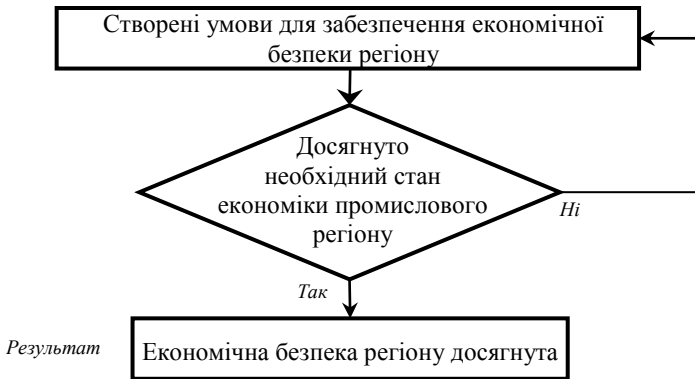 Створені умови для забезпечення економічної
безпеки регіону
Досягнуто
необхідний стан
економіки промислового
регіону
Ні
Так
Результат
Економічна безпека регіону досягнута